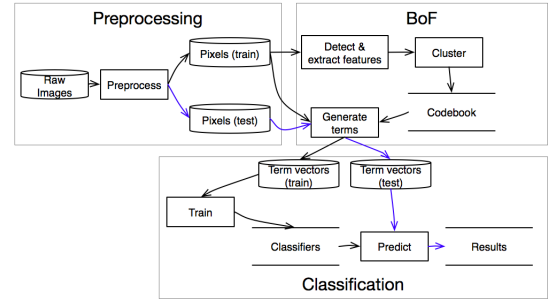 Preprocessing
BoF
Raw
Images
Preprocess
Pixels (train)
Pixels (test)
Detect &
extract features
Cluster
Codebook
Generate
terms
Term vectors
(train)
Term vectors
(test)
Train
Classifiers
Predict
Results
Classification